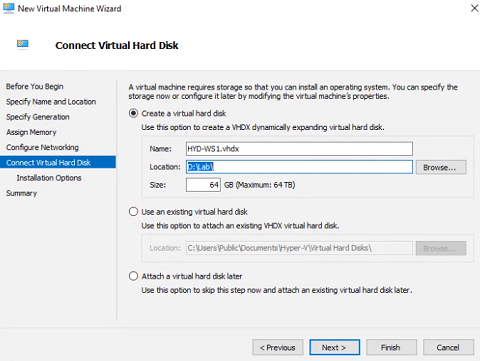 New Virtual Machine Wizard
Connect Virtual Hard Disk
Before You Begin
Specify Name and Location
Specify Generation
Assign Memory
Configure Networking
Connect Virtual Hard Disk
Installation Options
Summary
A virtual machine requires storage so that you can install an operating system. You can specify the
storage now or configure it later by modifying the virtual machine's properties.
Create a virtual hard disk
Use this option to create a VHDX dynamically expanding virtual hard disk.
Name: HYD-WS1.vhdx
Location: D:\Lab\ Browse...
Size: 64 GB (Maximum: 64 TB)
Use an existing virtual hard disk
Use this option to attach an existing VHDX virtual hard disk.
Location: C:\Users\Public\Documents\Hyper-V\Virtual Hard Disks\ Browse...
Attach a virtual hard disk later
Use this option to skip this step now and attach an existing virtual hard disk later.
< Previous Next > Finish Cancel